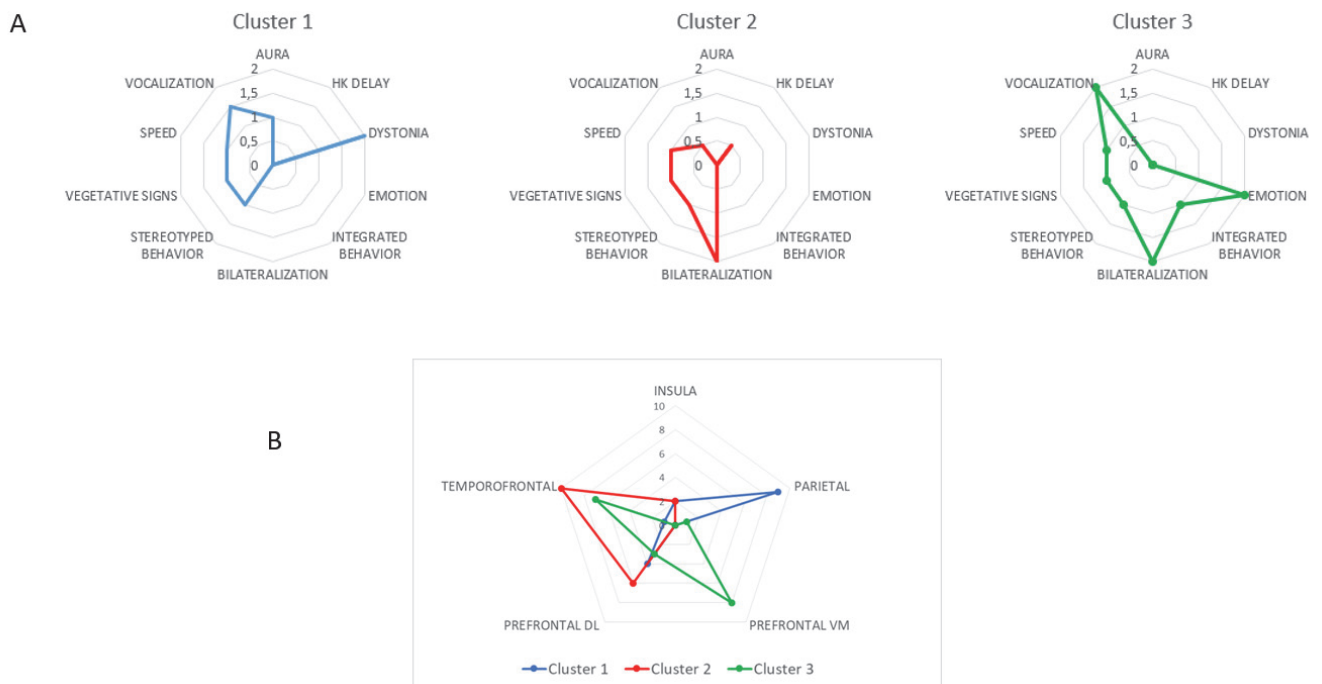 A
Cluster 1
AURA
2
1,5
1
0,5
0
HK DELAY
DYSTONIA
EMOTION
INTEGRATED
BEHAVIOR
BILATERALIZATION
STEREOTYPED
BEHAVIOR
VEGETATIVE SIGNS
SPEED
VOCALIZATION
Cluster 2
AURA
2
1,5
1
0,5
0
HK DELAY
DYSTONIA
EMOTION
INTEGRATED
BEHAVIOR
BILATERALIZATION
STEREOTYPED
BEHAVIOR
VEGETATIVE SIGNS
SPEED
VOCALIZATION
Cluster 3
AURA
2
1,5
1
0,5
0
HK DELAY
DYSTONIA
EMOTION
INTEGRATED
BEHAVIOR
BILATERALIZATION
STEREOTYPED
BEHAVIOR
VEGETATIVE SIGNS
SPEED
VOCALIZATION
B
INSULA
10
8
6
4
2
0
PARIETAL
PREFRONTAL VM
PREFRONTAL DL
TEMPOROFRONTAL
Cluster 1
Cluster 2
Cluster 3